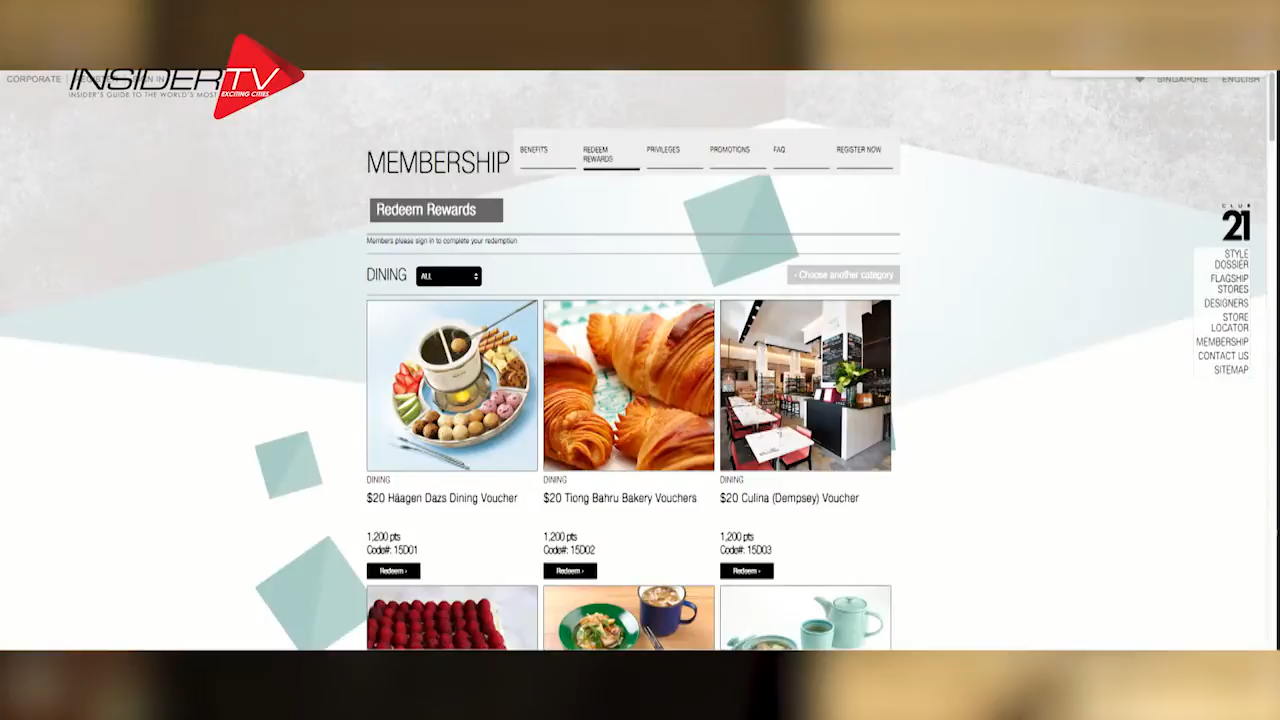 INSIDERTV
INSIDER'S GUIDE TO THE WORLD'S MOST EXCITING CITIES
CORPORATE
SINGAPORE
ENGLISH
MEMBERSHIP
BENEFITS
REDEEM
REWARDS
PRIVILEGES
PROMOTIONS
FAQ
REGISTER NOW
Redeem Rewards
Members please sign in to complete your redemption
DINING
ALL
‹ Choose another category
CLUB
21
STYLE
DOSSIER
FLAGSHIP
STORES
DESIGNERS
STORE
LOCATOR
MEMBERSHIP
CONTACT US
SITEMAP
DINING
$20 Häagen Dazs Dining Voucher
1,200 pts
Code#: 15D01
Redeem ›
DINING
$20 Tiong Bahru Bakery Vouchers
1,200 pts
Code#: 15D02
Redeem ›
DINING
$20 Culina (Dempsey) Voucher
1,200 pts
Code#: 15D03
Redeem ›